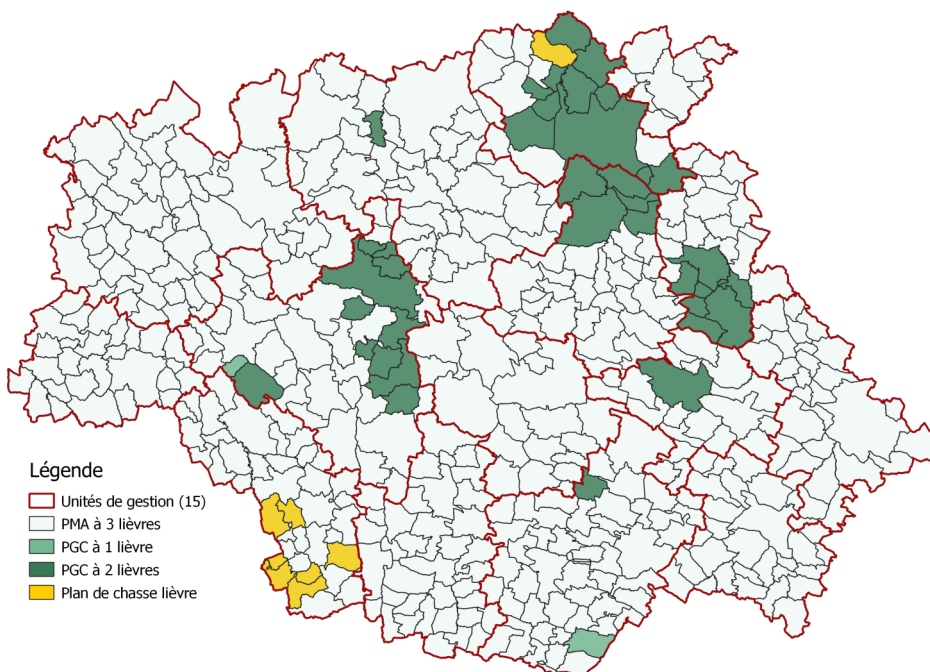 Légende
Unités de gestion (15)
PMA à 3 lièvres
PGC à 1 lièvre
PGC à 2 lièvres
Plan de chasse lièvre